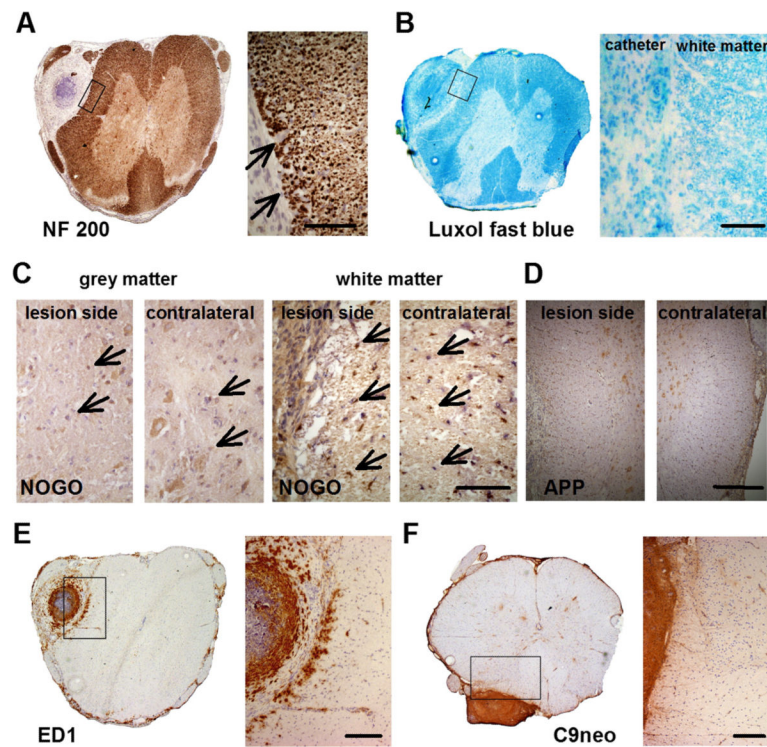 A
NF 200
B
catheter white matter
Luxol fast blue
C
grey matter
white matter
lesion side
contralateral
lesion side
contralateral
NOGO
NOGO
D
lesion side
contralateral
APP
E
ED1
F
C9neo